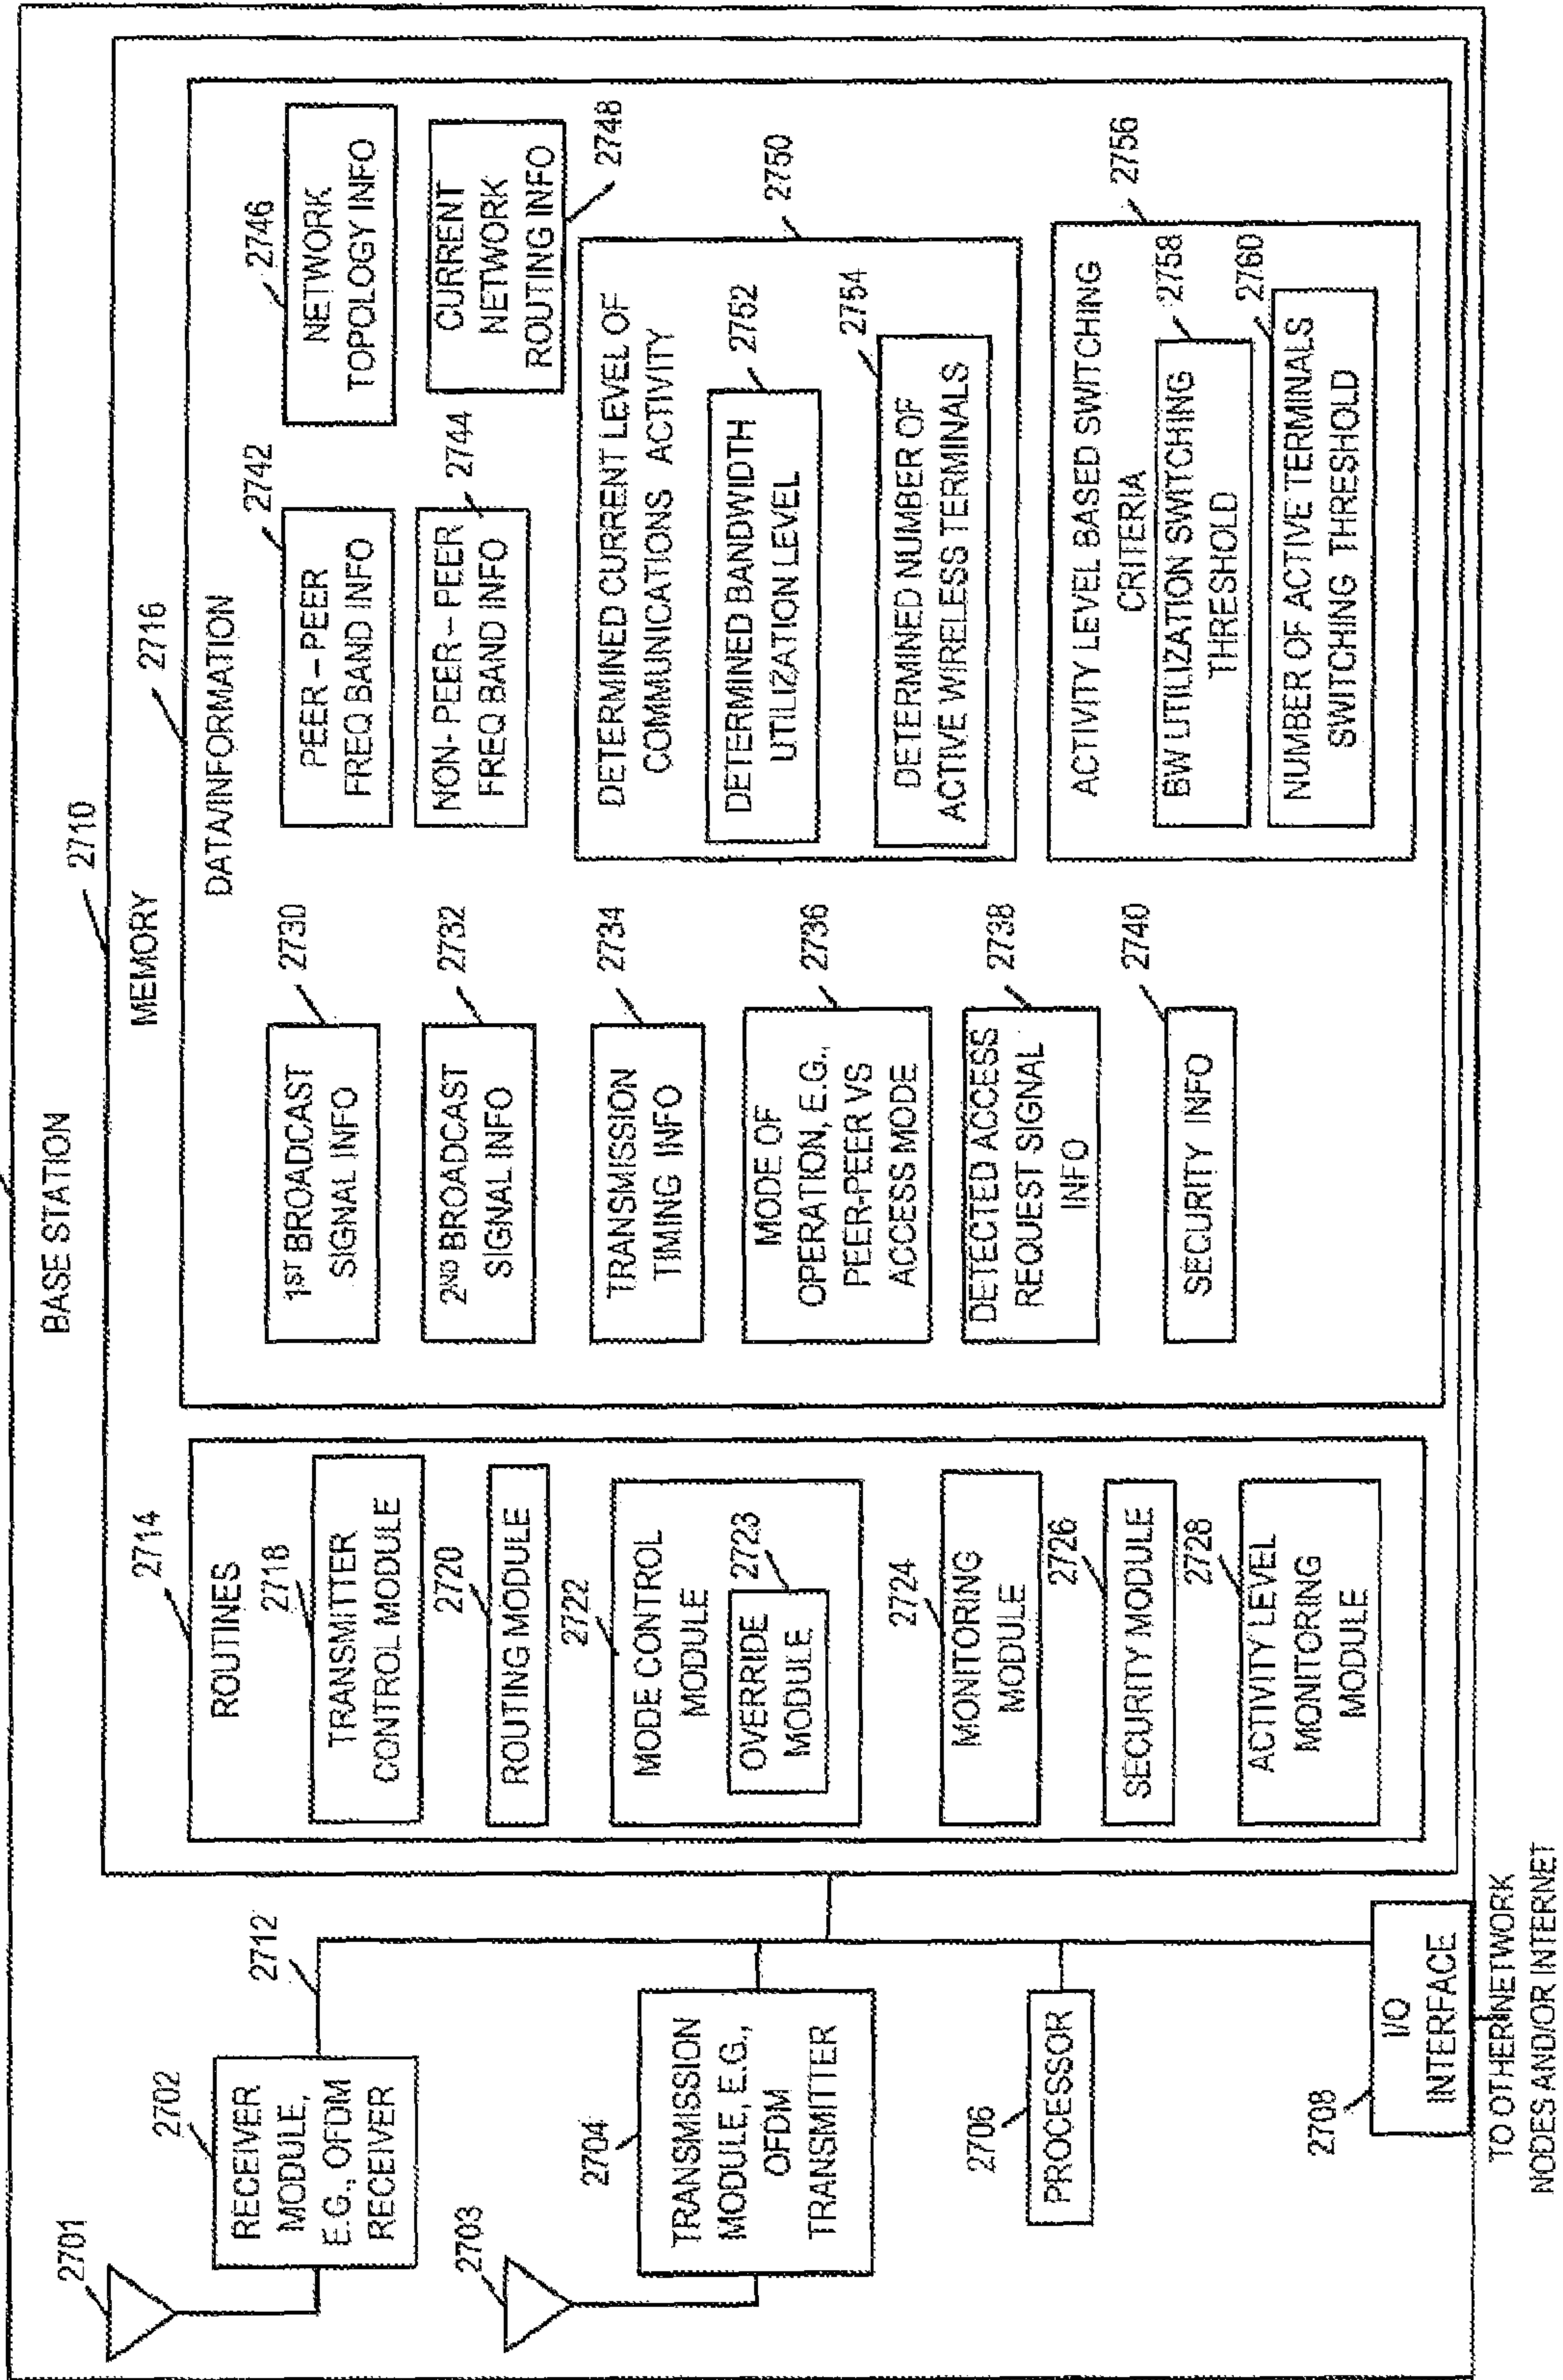 BASE STATION
2710
MEMORY
2716
2701
2702
RECEIVER
MODULE,
E.G., OFDM
RECEIVER
2712
2703
2704
TRANSMISSION
MODULE, E.G.,
OFDM
TRANSMITTER
2706
PROCESSOR
2708
I/O
INTERFACE
TO OTHER NETWORK
NODES AND/OR INTERNET
2714
ROUTINES
2718
TRANSMITTER
CONTROL MODULE
2720
ROUTING MODULE
2722
MODE CONTROL
MODULE
2723
OVERRIDE
MODULE
2724
MONITORING
MODULE
2726
SECURITY MODULE
2728
ACTIVITY LEVEL
MONITORING
MODULE
DATA/INFORMATION
2730
1ST BROADCAST
SIGNAL INFO
2732
2ND BROADCAST
SIGNAL INFO
2734
TRANSMISSION
TIMING INFO
2736
MODE OF
OPERATION, E.G.,
PEER-PEER VS
ACCESS MODE
2738
DETECTED ACCESS
REQUEST SIGNAL
INFO
2740
SECURITY INFO
2742
PEER – PEER
FREQ BAND INFO
2744
NON- PEER – PEER
FREQ BAND INFO
2746
NETWORK
TOPOLOGY INFO
2748
CURRENT
NETWORK
ROUTING INFO
2750
DETERMINED CURRENT LEVEL OF
COMMUNICATIONS ACTIVITY
2752
DETERMINED BANDWIDTH
UTILIZATION LEVEL
2754
DETERMINED NUMBER OF
ACTIVE WIRELESS TERMINALS
2756
ACTIVITY LEVEL BASED SWITCHING
CRITERIA
2758
BW UTILIZATION SWITCHING
THRESHOLD
2760
NUMBER OF ACTIVE TERMINALS
SWITCHING THRESHOLD